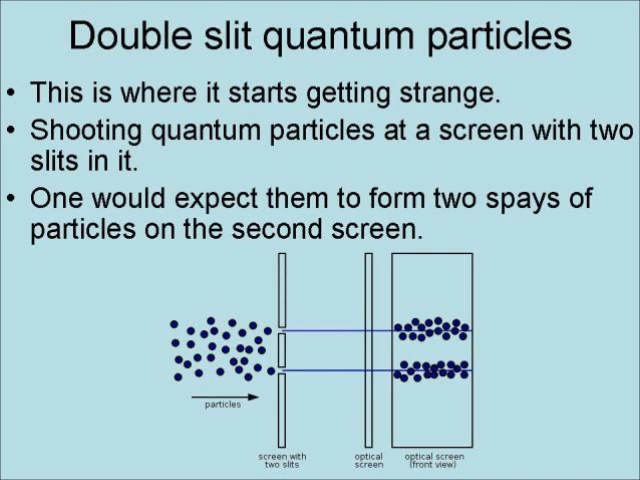 Double slit quantum particles
• This is where it starts getting strange.
• Shooting quantum particles at a screen with two
slits in it.
• One would expect them to form two spays of
particles on the second screen.
particles
screen with
two slits
optical
screen
optical screen
(front view)